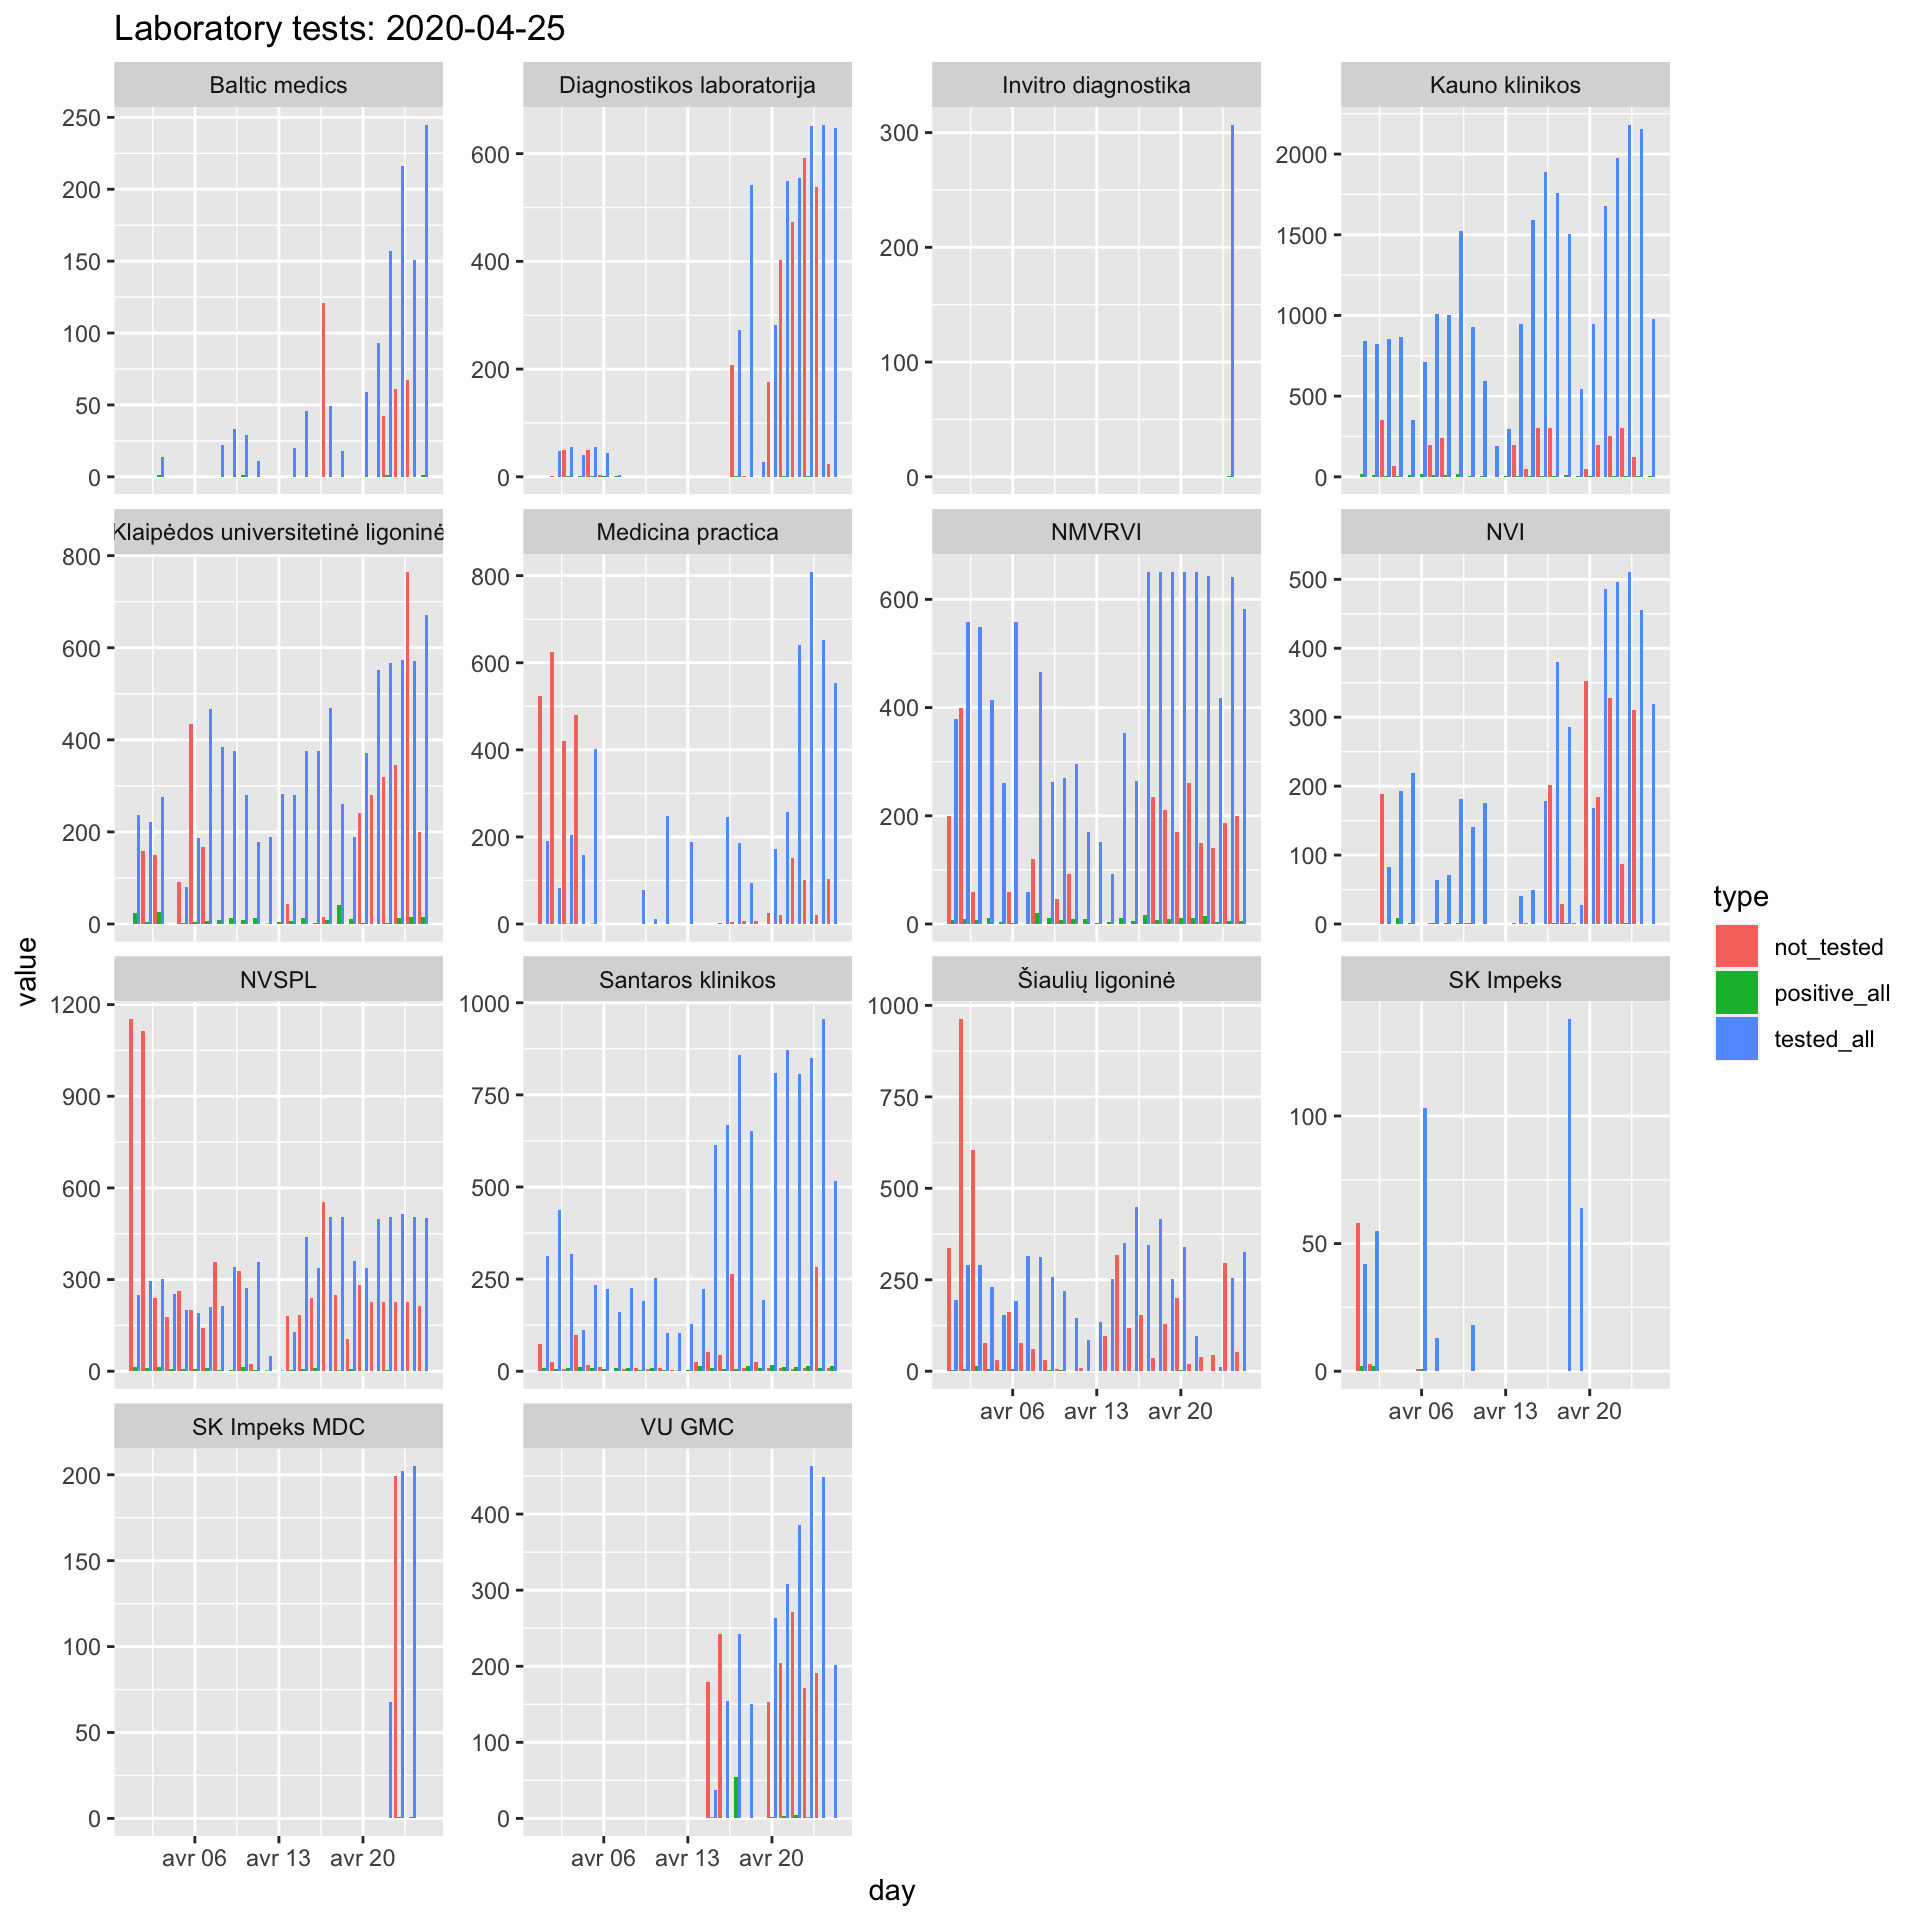 Laboratory tests: 2020-04-25
Baltic medics
Diagnostikos laboratorija
Invitro diagnostika
Kauno klinikos
250
200
150
100
50
0
600
400
200
0
300
200
100
0
2000
1500
1000
500
0
Klaipėdos universitetinė ligoninė
Medicina practica
NMVRVI
NVI
800
600
400
200
0
800
600
400
200
0
600
400
200
0
500
400
300
200
100
0
NVSPL
Santaros klinikos
Šiaulių ligoninė
SK Impeks
1200
900
600
300
0
1000
750
500
250
0
1000
750
500
250
0
100
50
0
avr 06 avr 13 avr 20
avr 06 avr 13 avr 20
SK Impeks MDC
VU GMC
200
150
100
50
0
400
300
200
100
0
avr 06 avr 13 avr 20
avr 06 avr 13 avr 20
day
value
type
not_tested
positive_all
tested_all